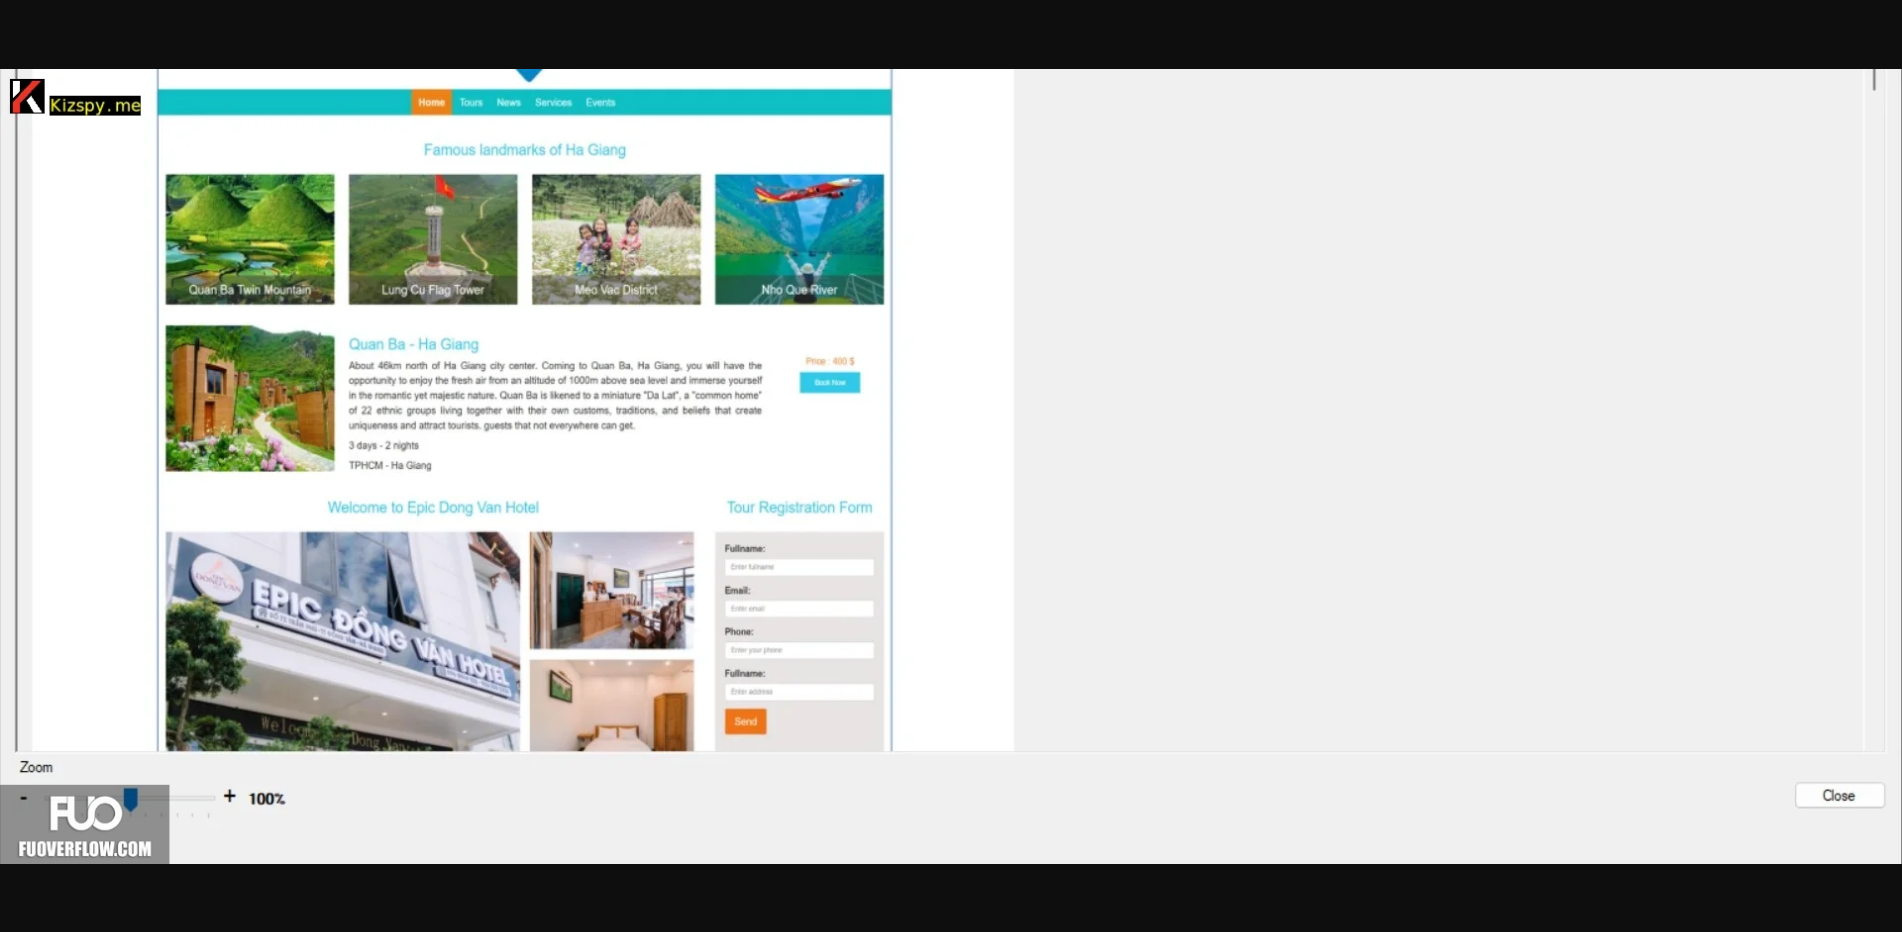 Kizspy.me
Home Tours News Services Events
Famous landmarks of Ha Giang
Quan Ba Twin Mountain
Lung Cu Flag Tower
Meo Vac District
Nho Que River
Quan Ba - Ha Giang
About 46km north of Ha Giang city center. Coming to Quan Ba, Ha Giang, you will have the
opportunity to enjoy the fresh air from an altitude of 1000m above sea level and immerse yourself
in the romantic yet majestic nature. Quan Ba is likened to a miniature "Da Lat", a "common home"
of 22 ethnic groups living together with their own customs, traditions, and beliefs that create
uniqueness and attract tourists. guests that not everywhere can get.
3 days - 2 nights
TPHCM - Ha Giang
Price : 400 $
Book Now
Welcome to Epic Dong Van Hotel
DONG VAN
EPIC ĐỒNG VĂN HOTEL
Tour Registration Form
Fullname:
Enter fullname
Email:
Enter email
Phone:
Enter your phone
Fullname:
Enter address
Send
Zoom
- + 100%
Close
FUO
FUOVERFLOW.COM